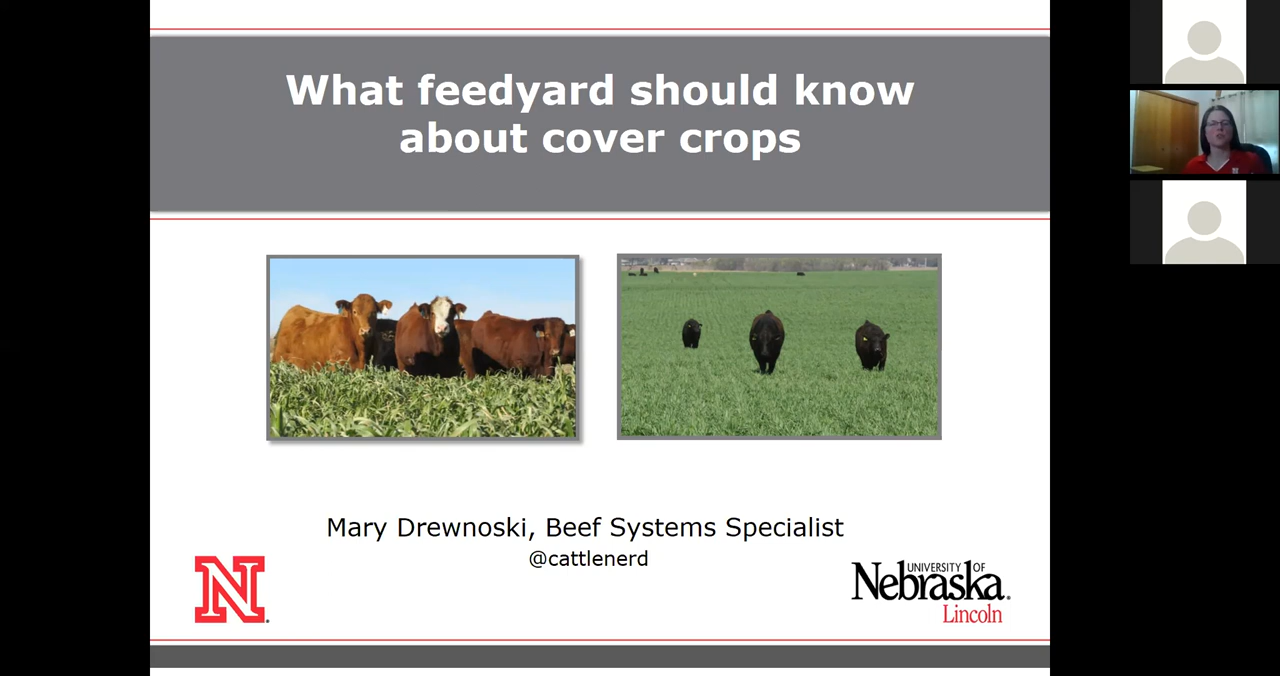 What feedyard should know
about cover crops
Mary Drewnoski, Beef Systems Specialist
@cattlenerd
N
UNIVERSITY OF
Nebraska
Lincoln